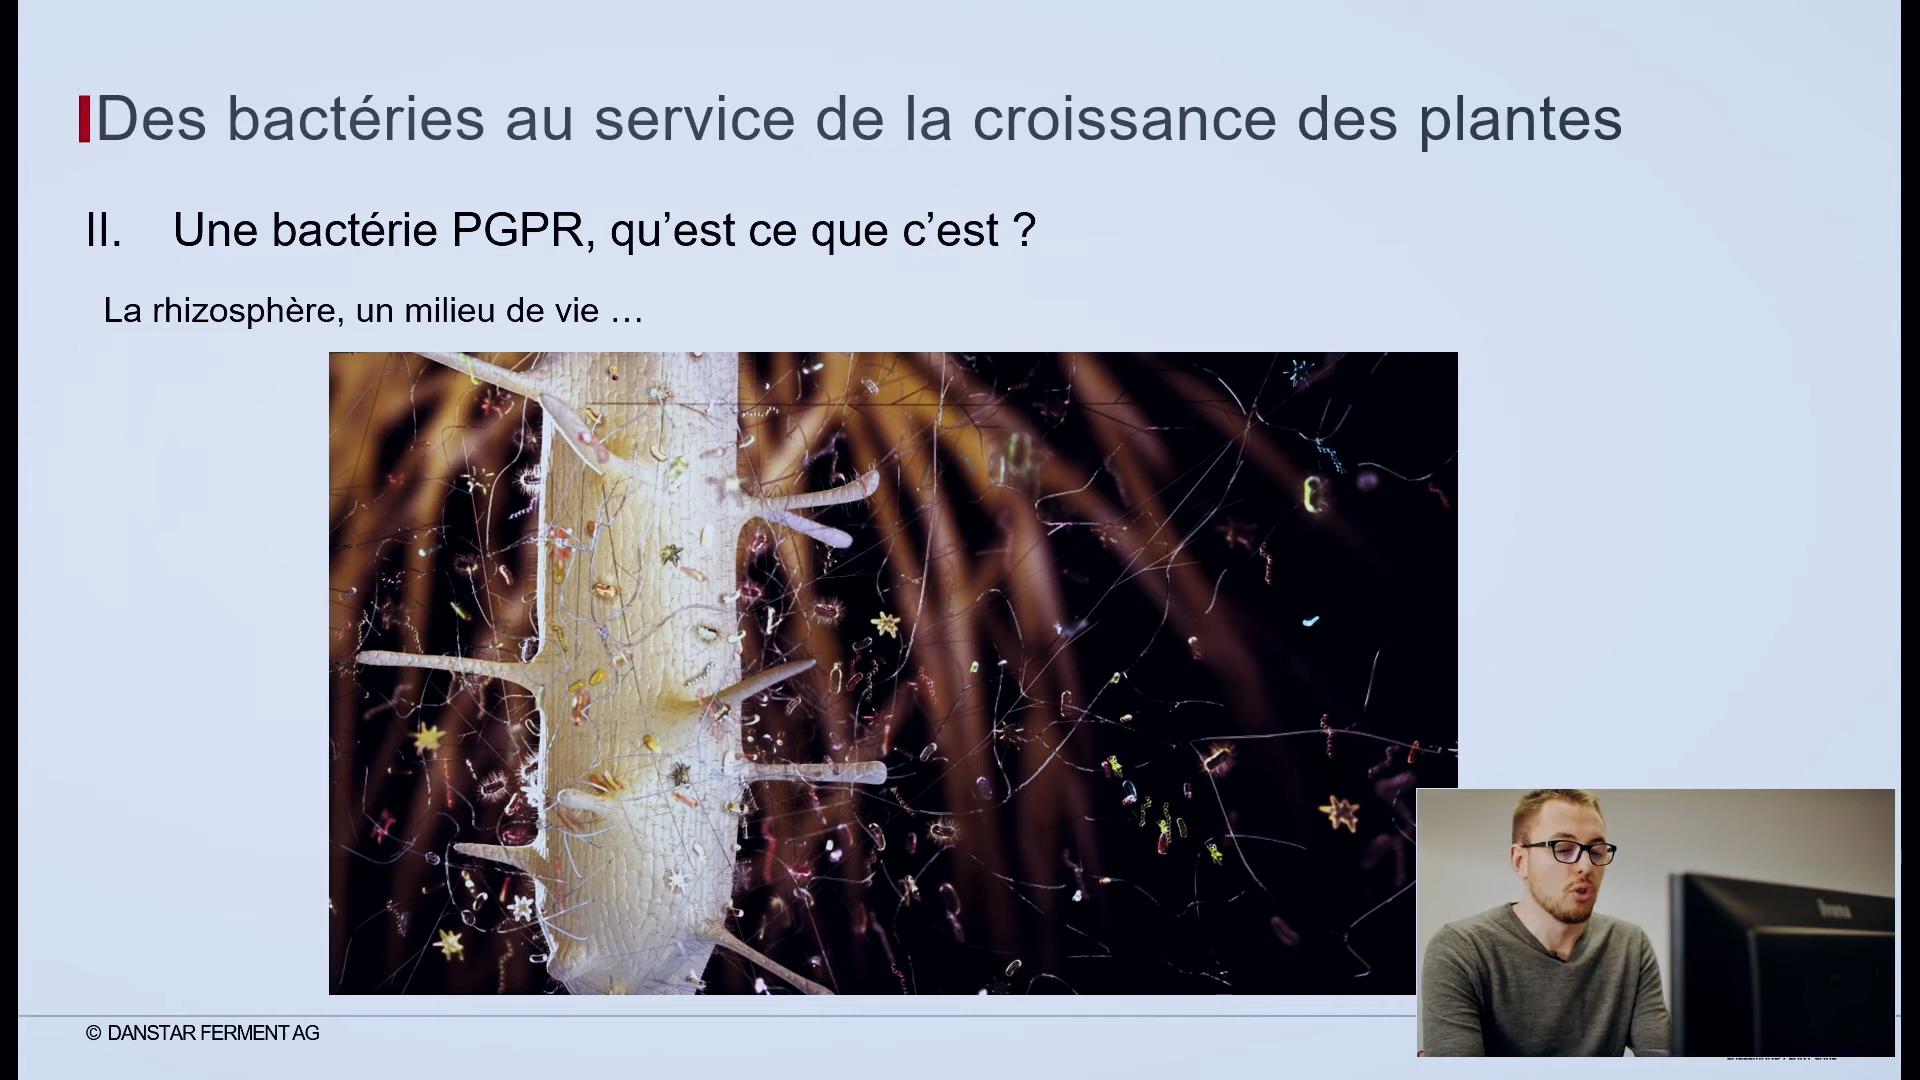 Des bactéries au service de la croissance des plantes
II. Une bactérie PGPR, qu’est ce que c’est ?
La rhizosphère, un milieu de vie …
© DANSTAR FERMENT AG